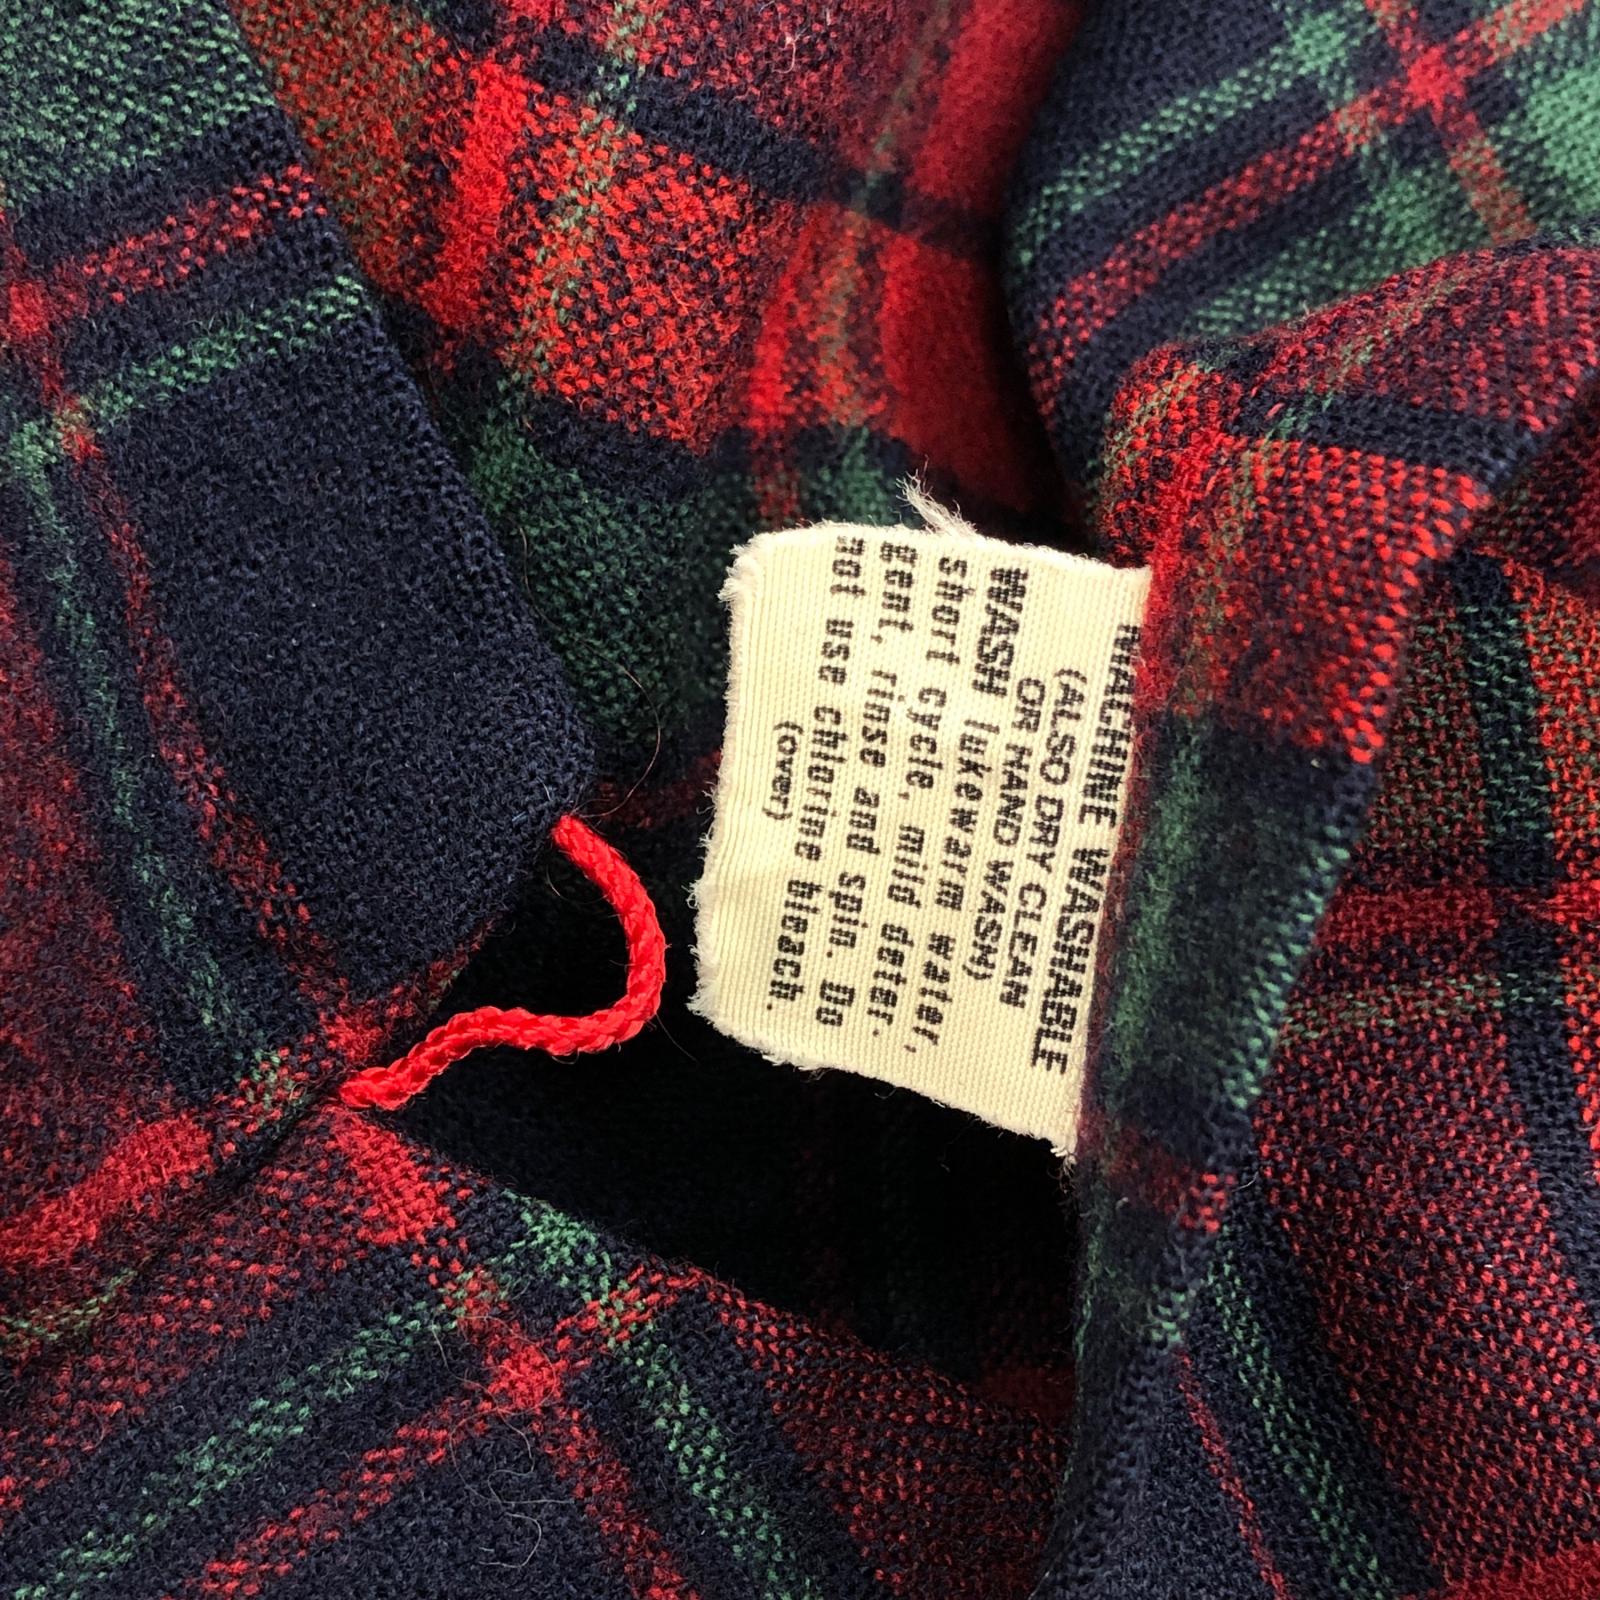 MACHINE WASHABLE
(ALSO DRY CLEAN
OR HAND WASH)
WASH lukewarm water,
short cycle, mild deter-
gent, rinse and spin. Do
not use chlorine bleach.
(over)